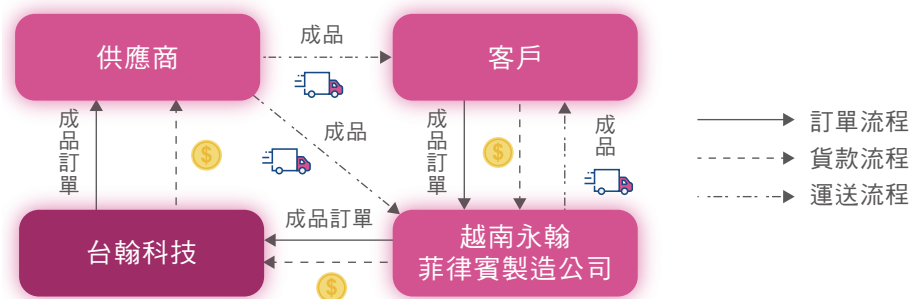 成品
供應商
客戶
成品訂單
成品
成品訂單
成品
訂單流程
貨款流程
運送流程
成品訂單
台翰科技
越南永翰
菲律賓製造公司